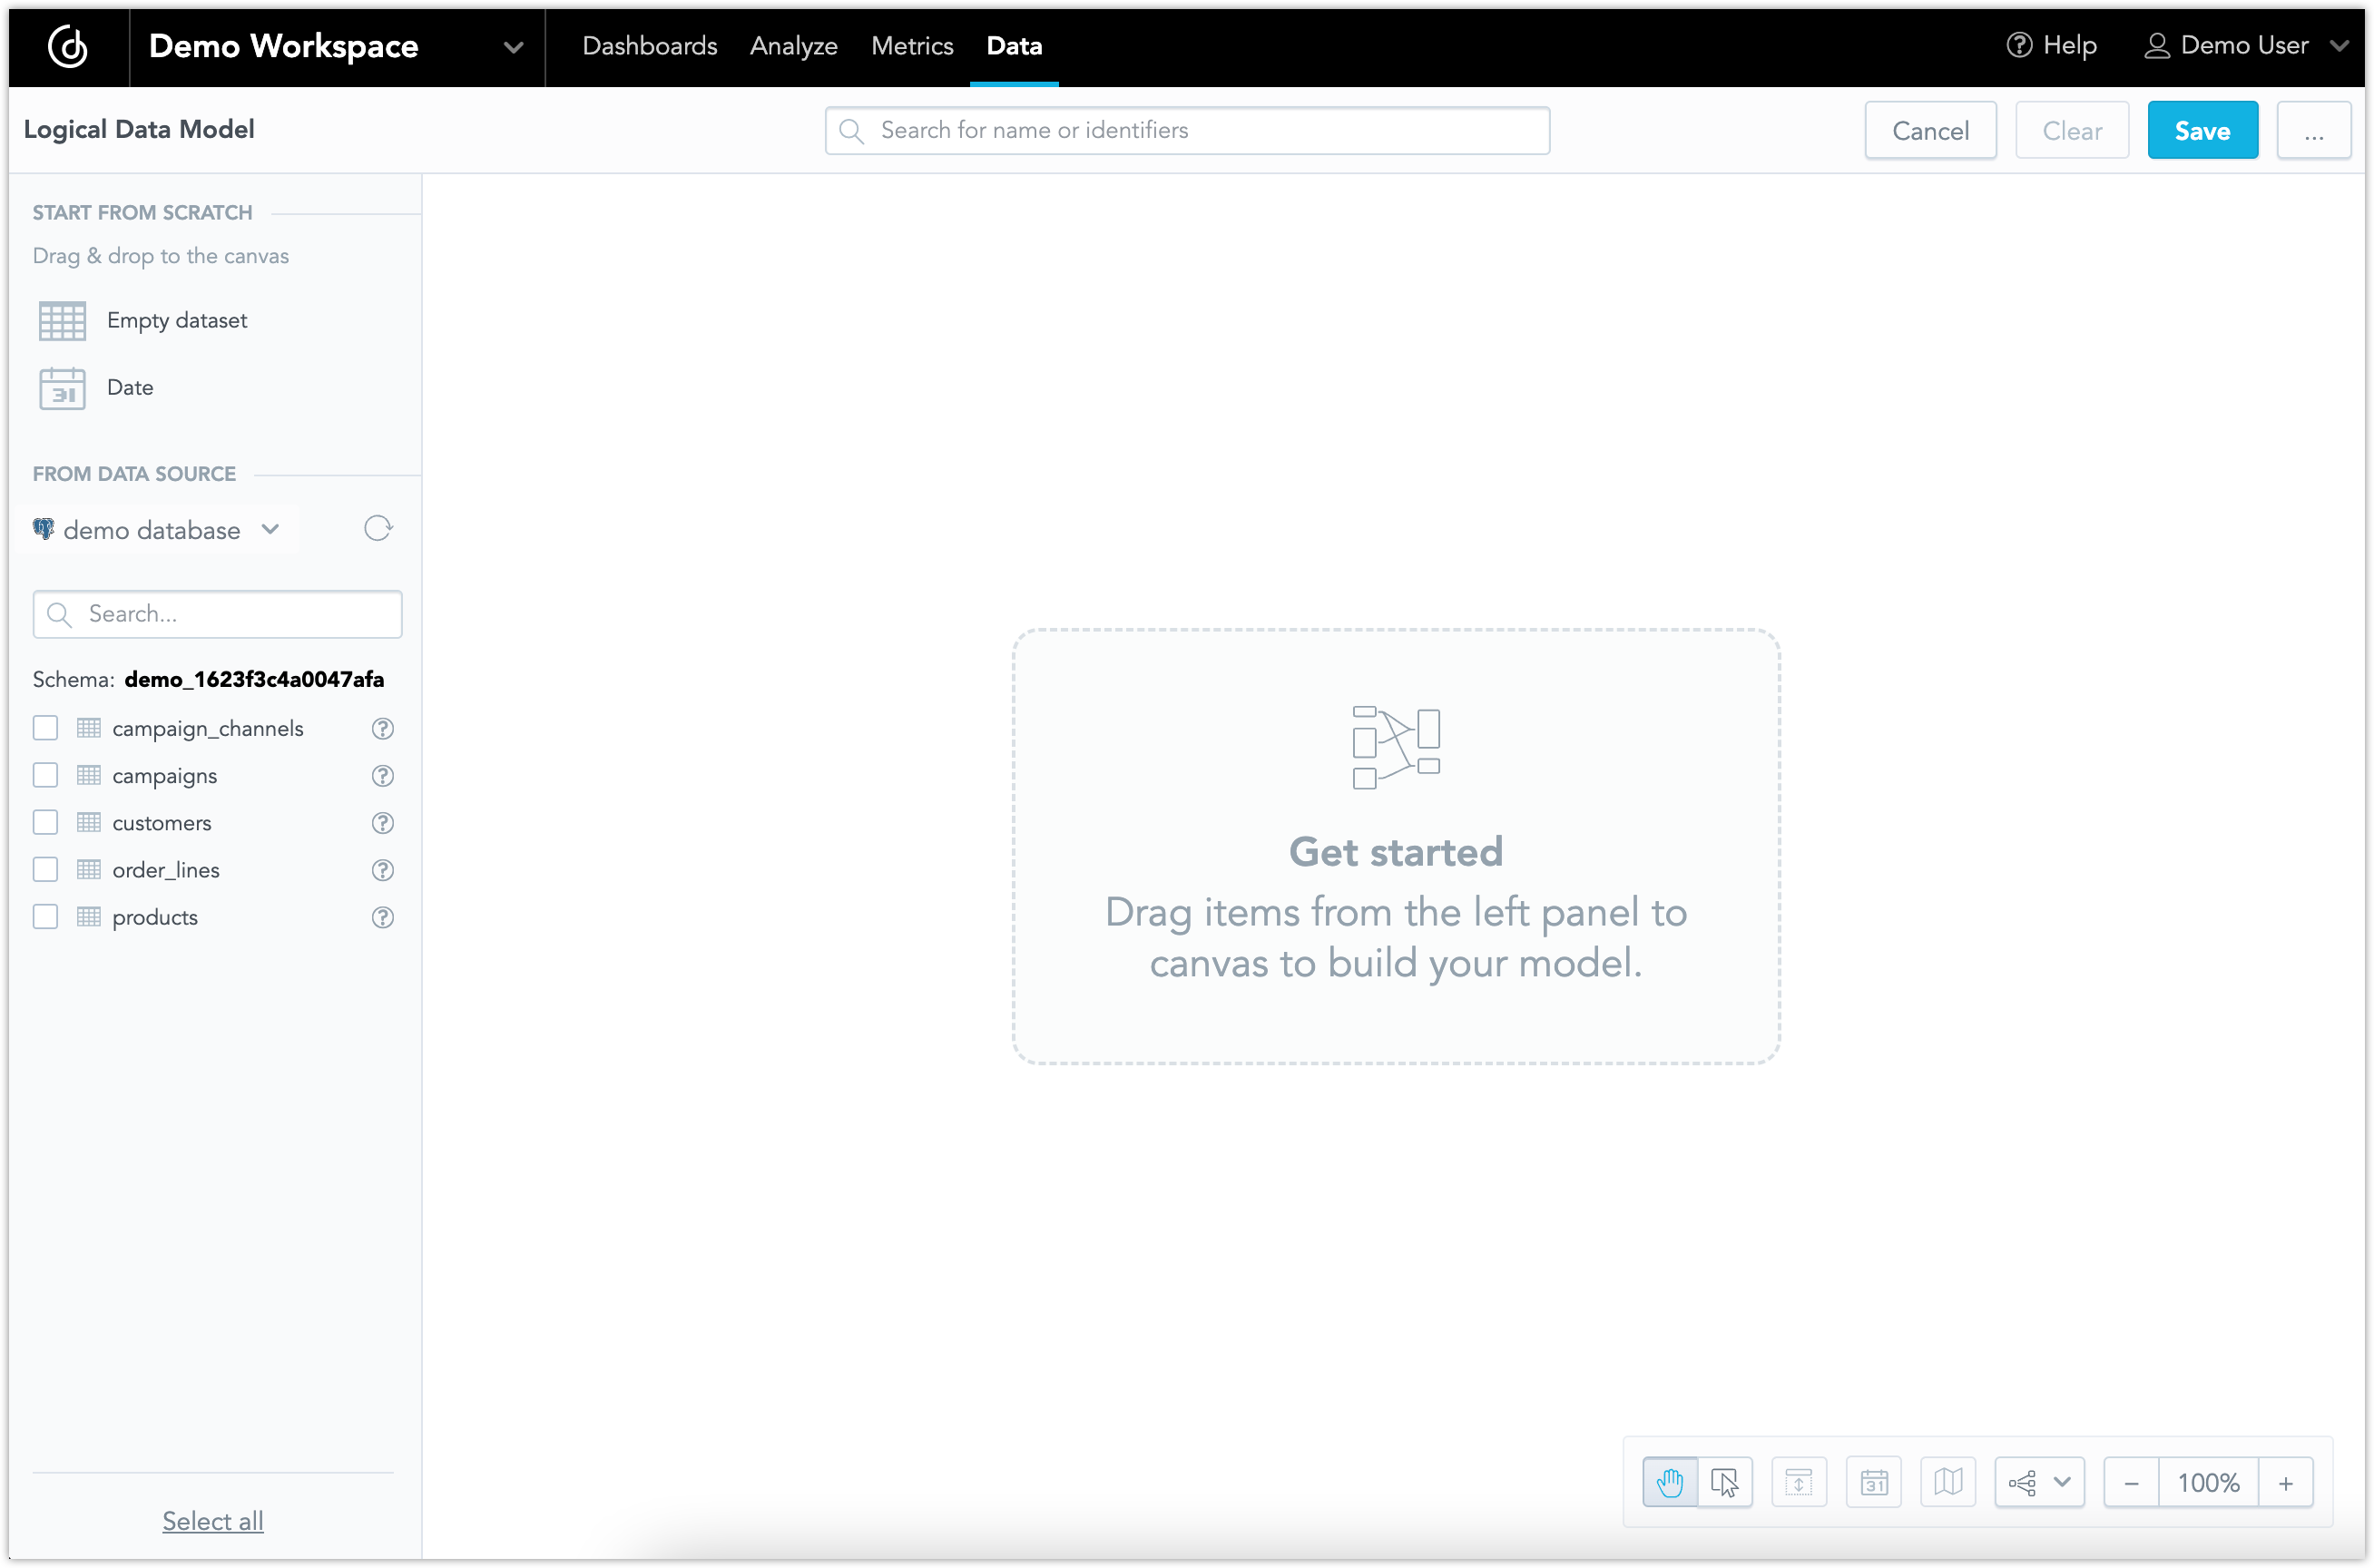 Demo Workspace
Dashboards
Analyze
Metrics
Data
Help
Demo User
Logical Data Model
Search for name or identifiers
Cancel
Clear
Save
...
START FROM SCRATCH
Drag & drop to the canvas
Empty dataset
31
Date
FROM DATA SOURCE
demo database
Search...
Schema: demo_1623f3c4a0047afa
campaign_channels
campaigns
customers
order_lines
products
Select all
Get started
Drag items from the left panel to
canvas to build your model.
31
100%